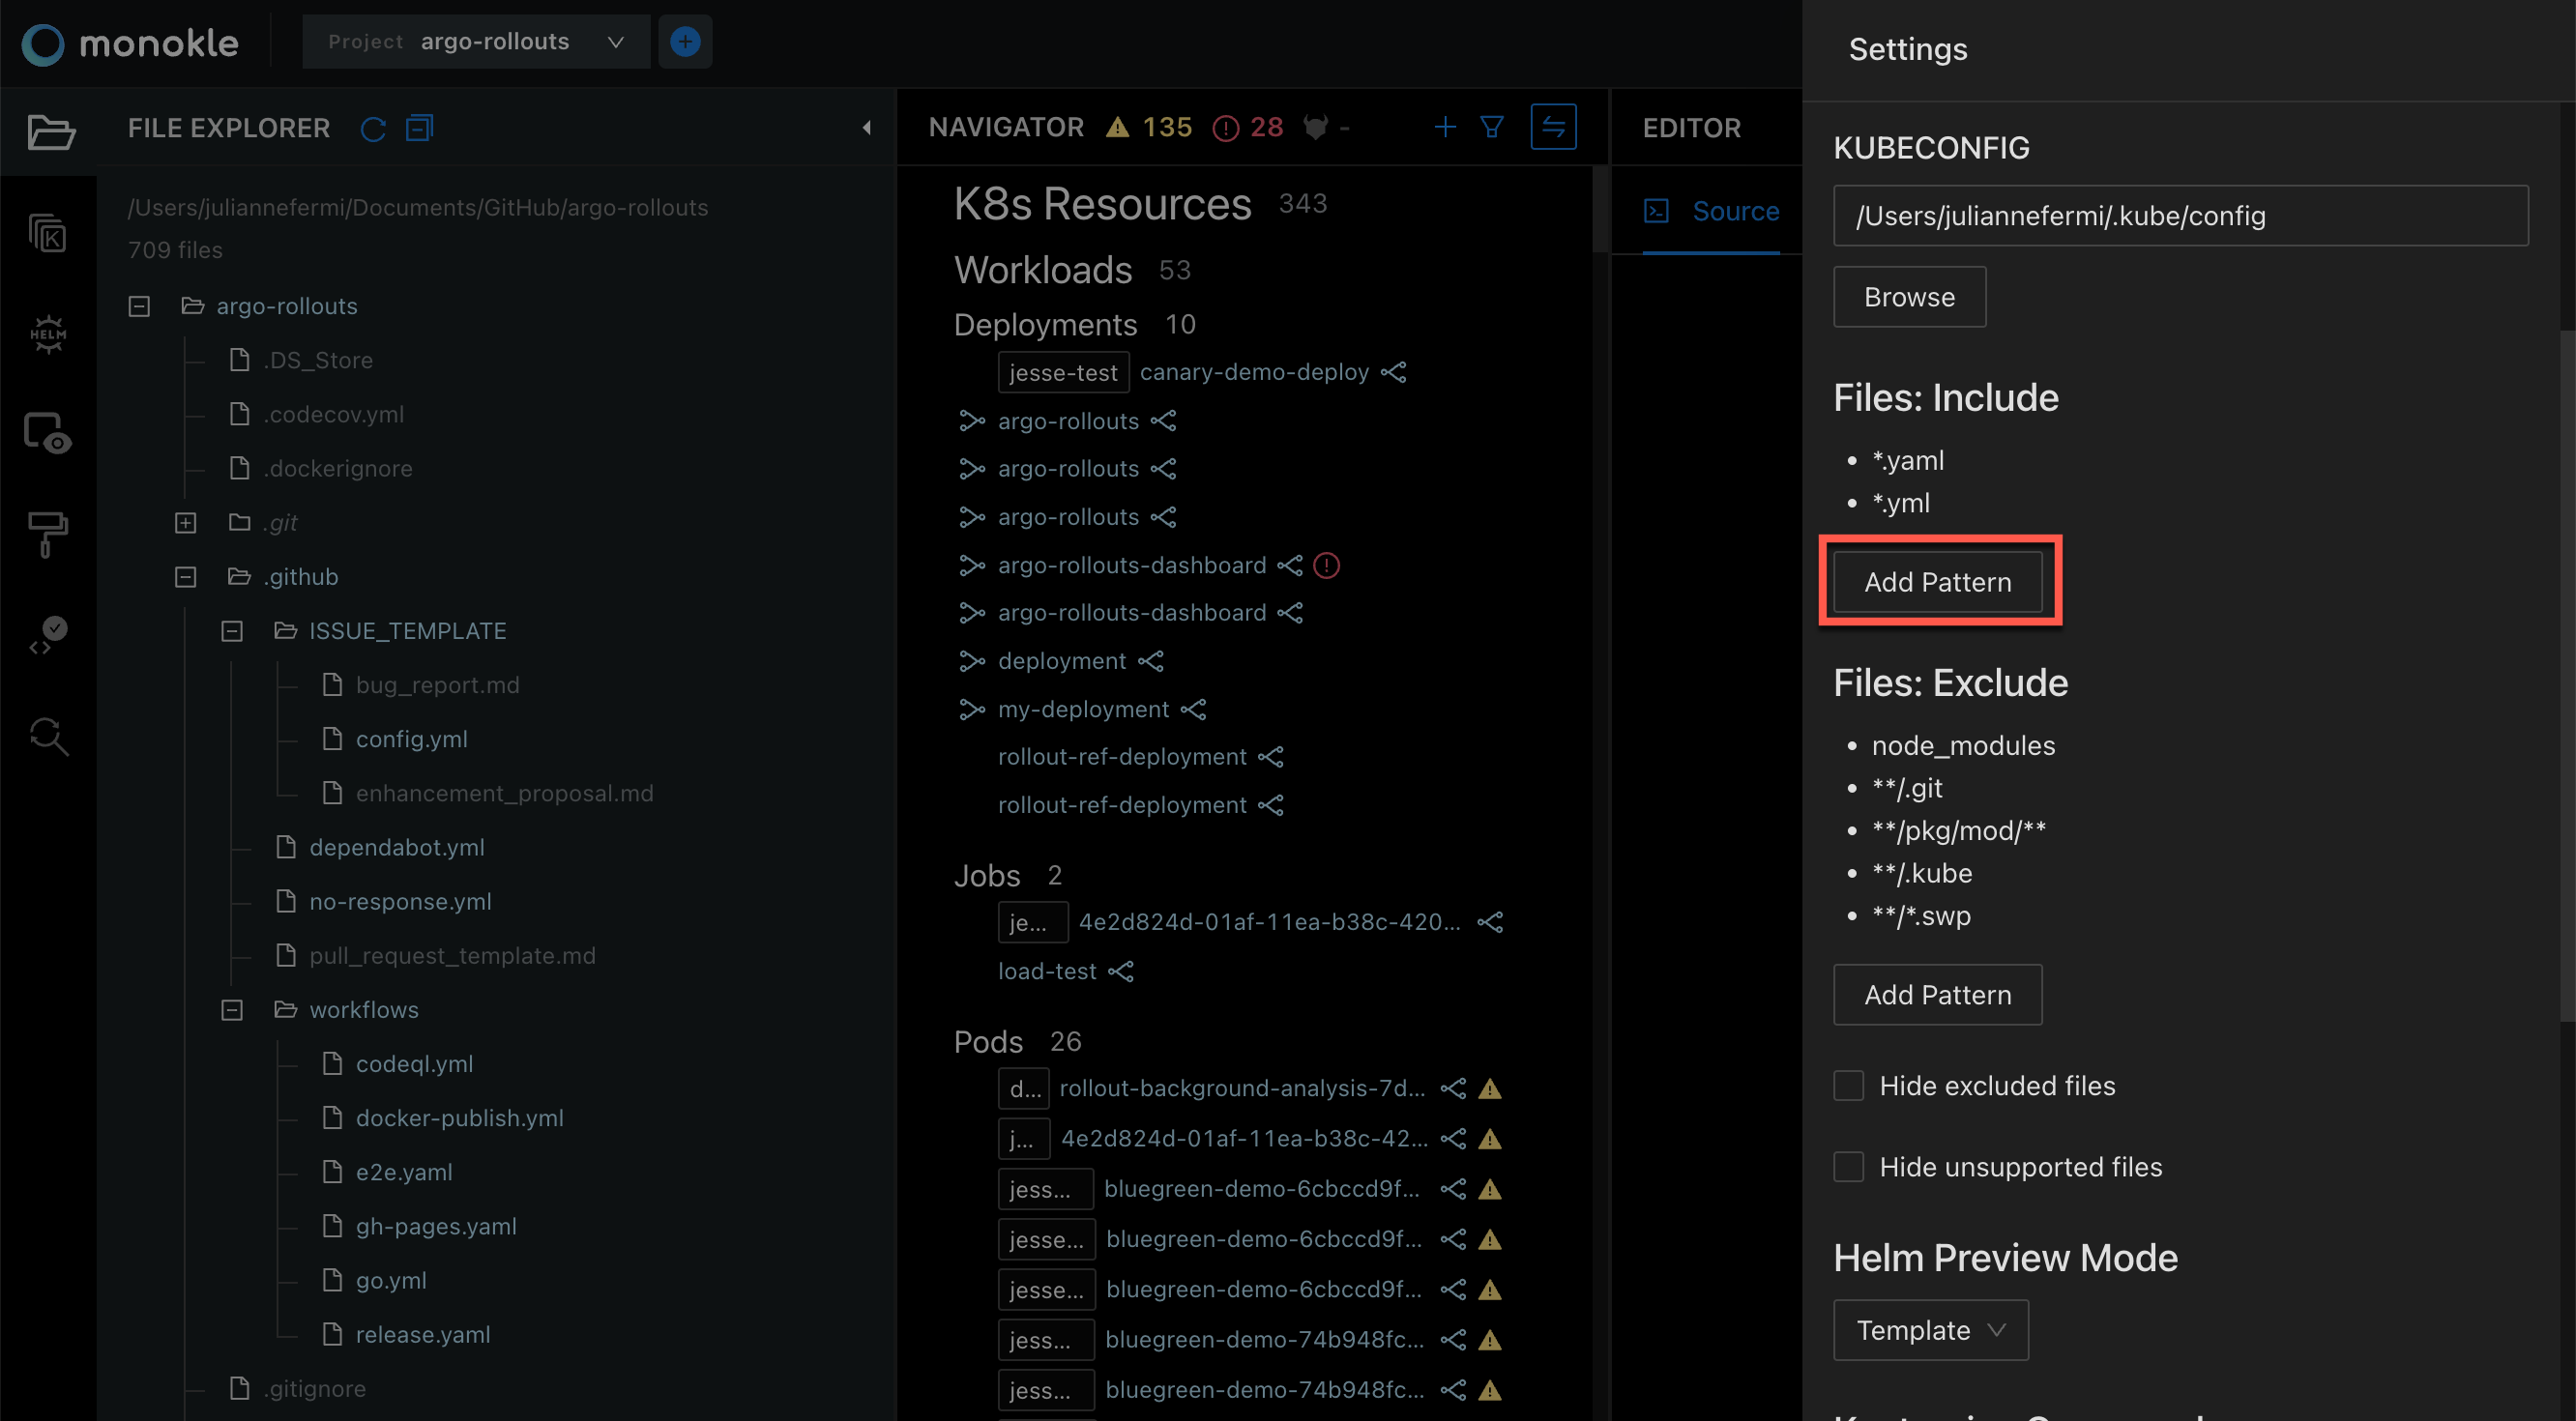 monokle
Project argo-rollouts
FILE EXPLORER
/Users/juliannefermi/Documents/GitHub/argo-rollouts
709 files
argo-rollouts
.DS_Store
.codecov.yml
.dockerignore
.git
.github
ISSUE_TEMPLATE
bug_report.md
config.yml
enhancement_proposal.md
dependabot.yml
no-response.yml
pull_request_template.md
workflows
codeql.yml
docker-publish.yml
e2e.yaml
gh-pages.yaml
go.yml
release.yaml
.gitignore
K
HELM
NAVIGATOR 135 28 -
K8s Resources 343
Workloads 53
Deployments 10
jesse-test canary-demo-deploy
argo-rollouts
argo-rollouts
argo-rollouts
argo-rollouts-dashboard
argo-rollouts-dashboard
deployment
my-deployment
rollout-ref-deployment
rollout-ref-deployment
Jobs 2
je... 4e2d824d-01af-11ea-b38c-420...
load-test
Pods 26
d... rollout-background-analysis-7d...
j... 4e2d824d-01af-11ea-b38c-42...
jess... bluegreen-demo-6cbccd9f...
jesse... bluegreen-demo-6cbccd9f...
jesse... bluegreen-demo-6cbccd9f...
jess... bluegreen-demo-74b948fc...
jess... bluegreen-demo-74b948fc...
EDITOR
Source
Settings
KUBECONFIG
/Users/juliannefermi/.kube/config
Browse
Files: Include
• *.yaml
• *.yml
Add Pattern
Files: Exclude
• node_modules
• **/.git
• **/pkg/mod/**
• **/.kube
• **/*.swp
Add Pattern
Hide excluded files
Hide unsupported files
Helm Preview Mode
Template